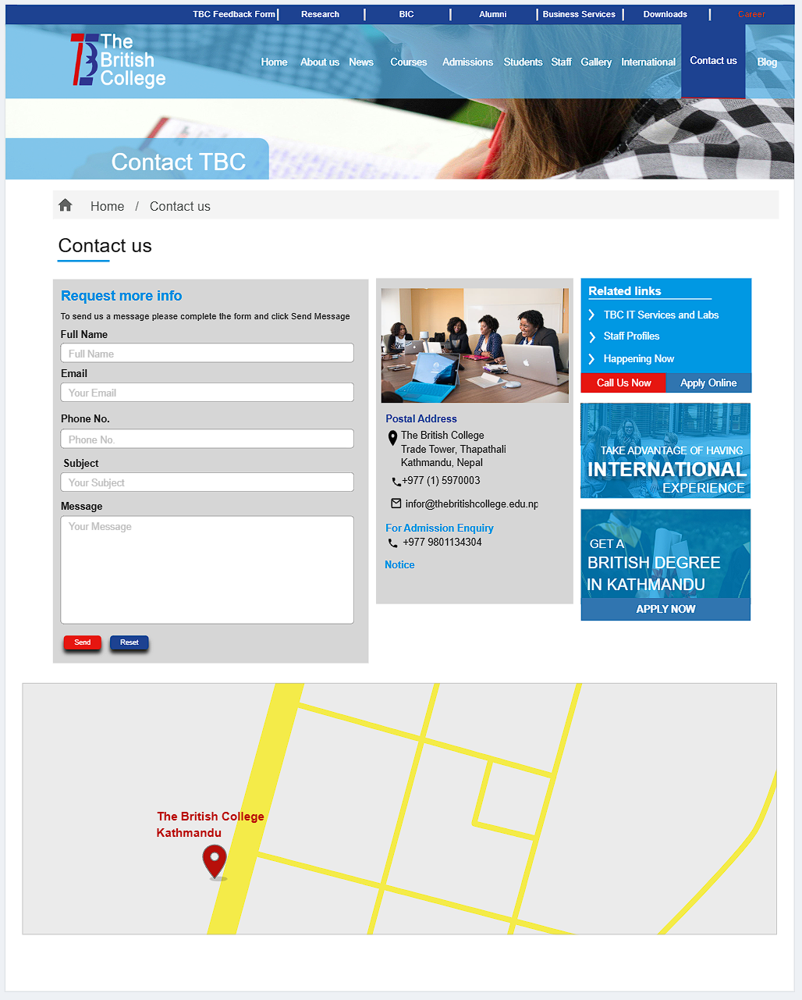 TBC Feedback Form | Research | BIC | Alumni | Business Services | Downloads | Career
The
British
College
Home About us News Courses Admissions Students Staff Gallery International Contact us Blog
Contact TBC
Home / Contact us
Contact us
Request more info
To send us a message please complete the form and click Send Message
Full Name
Full Name
Email
Your Email
Phone No.
Phone No.
Subject
Your Subject
Message
Your Message
Send Reset
Postal Address
The British College
Trade Tower, Thapathali
Kathmandu, Nepal
+977 (1) 5970003
infor@thebritishcollege.edu.np
For Admission Enquiry
+977 9801134304
Notice
Related links
TBC IT Services and Labs
Staff Profiles
Happening Now
Call Us Now Apply Online
TAKE ADVANTAGE OF HAVING
INTERNATIONAL
EXPERIENCE
GET A
BRITISH DEGREE
IN KATHMANDU
APPLY NOW
The British College
Kathmandu